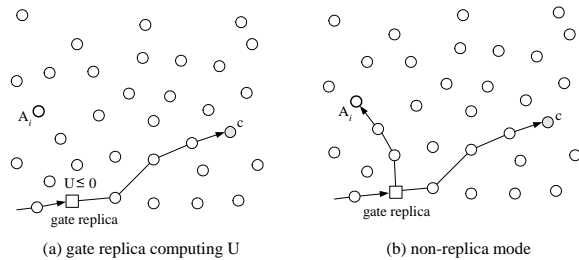 A_i
c
U ≤ 0
gate replica
(a) gate replica computing U
A_i
c
gate replica
(b) non-replica mode